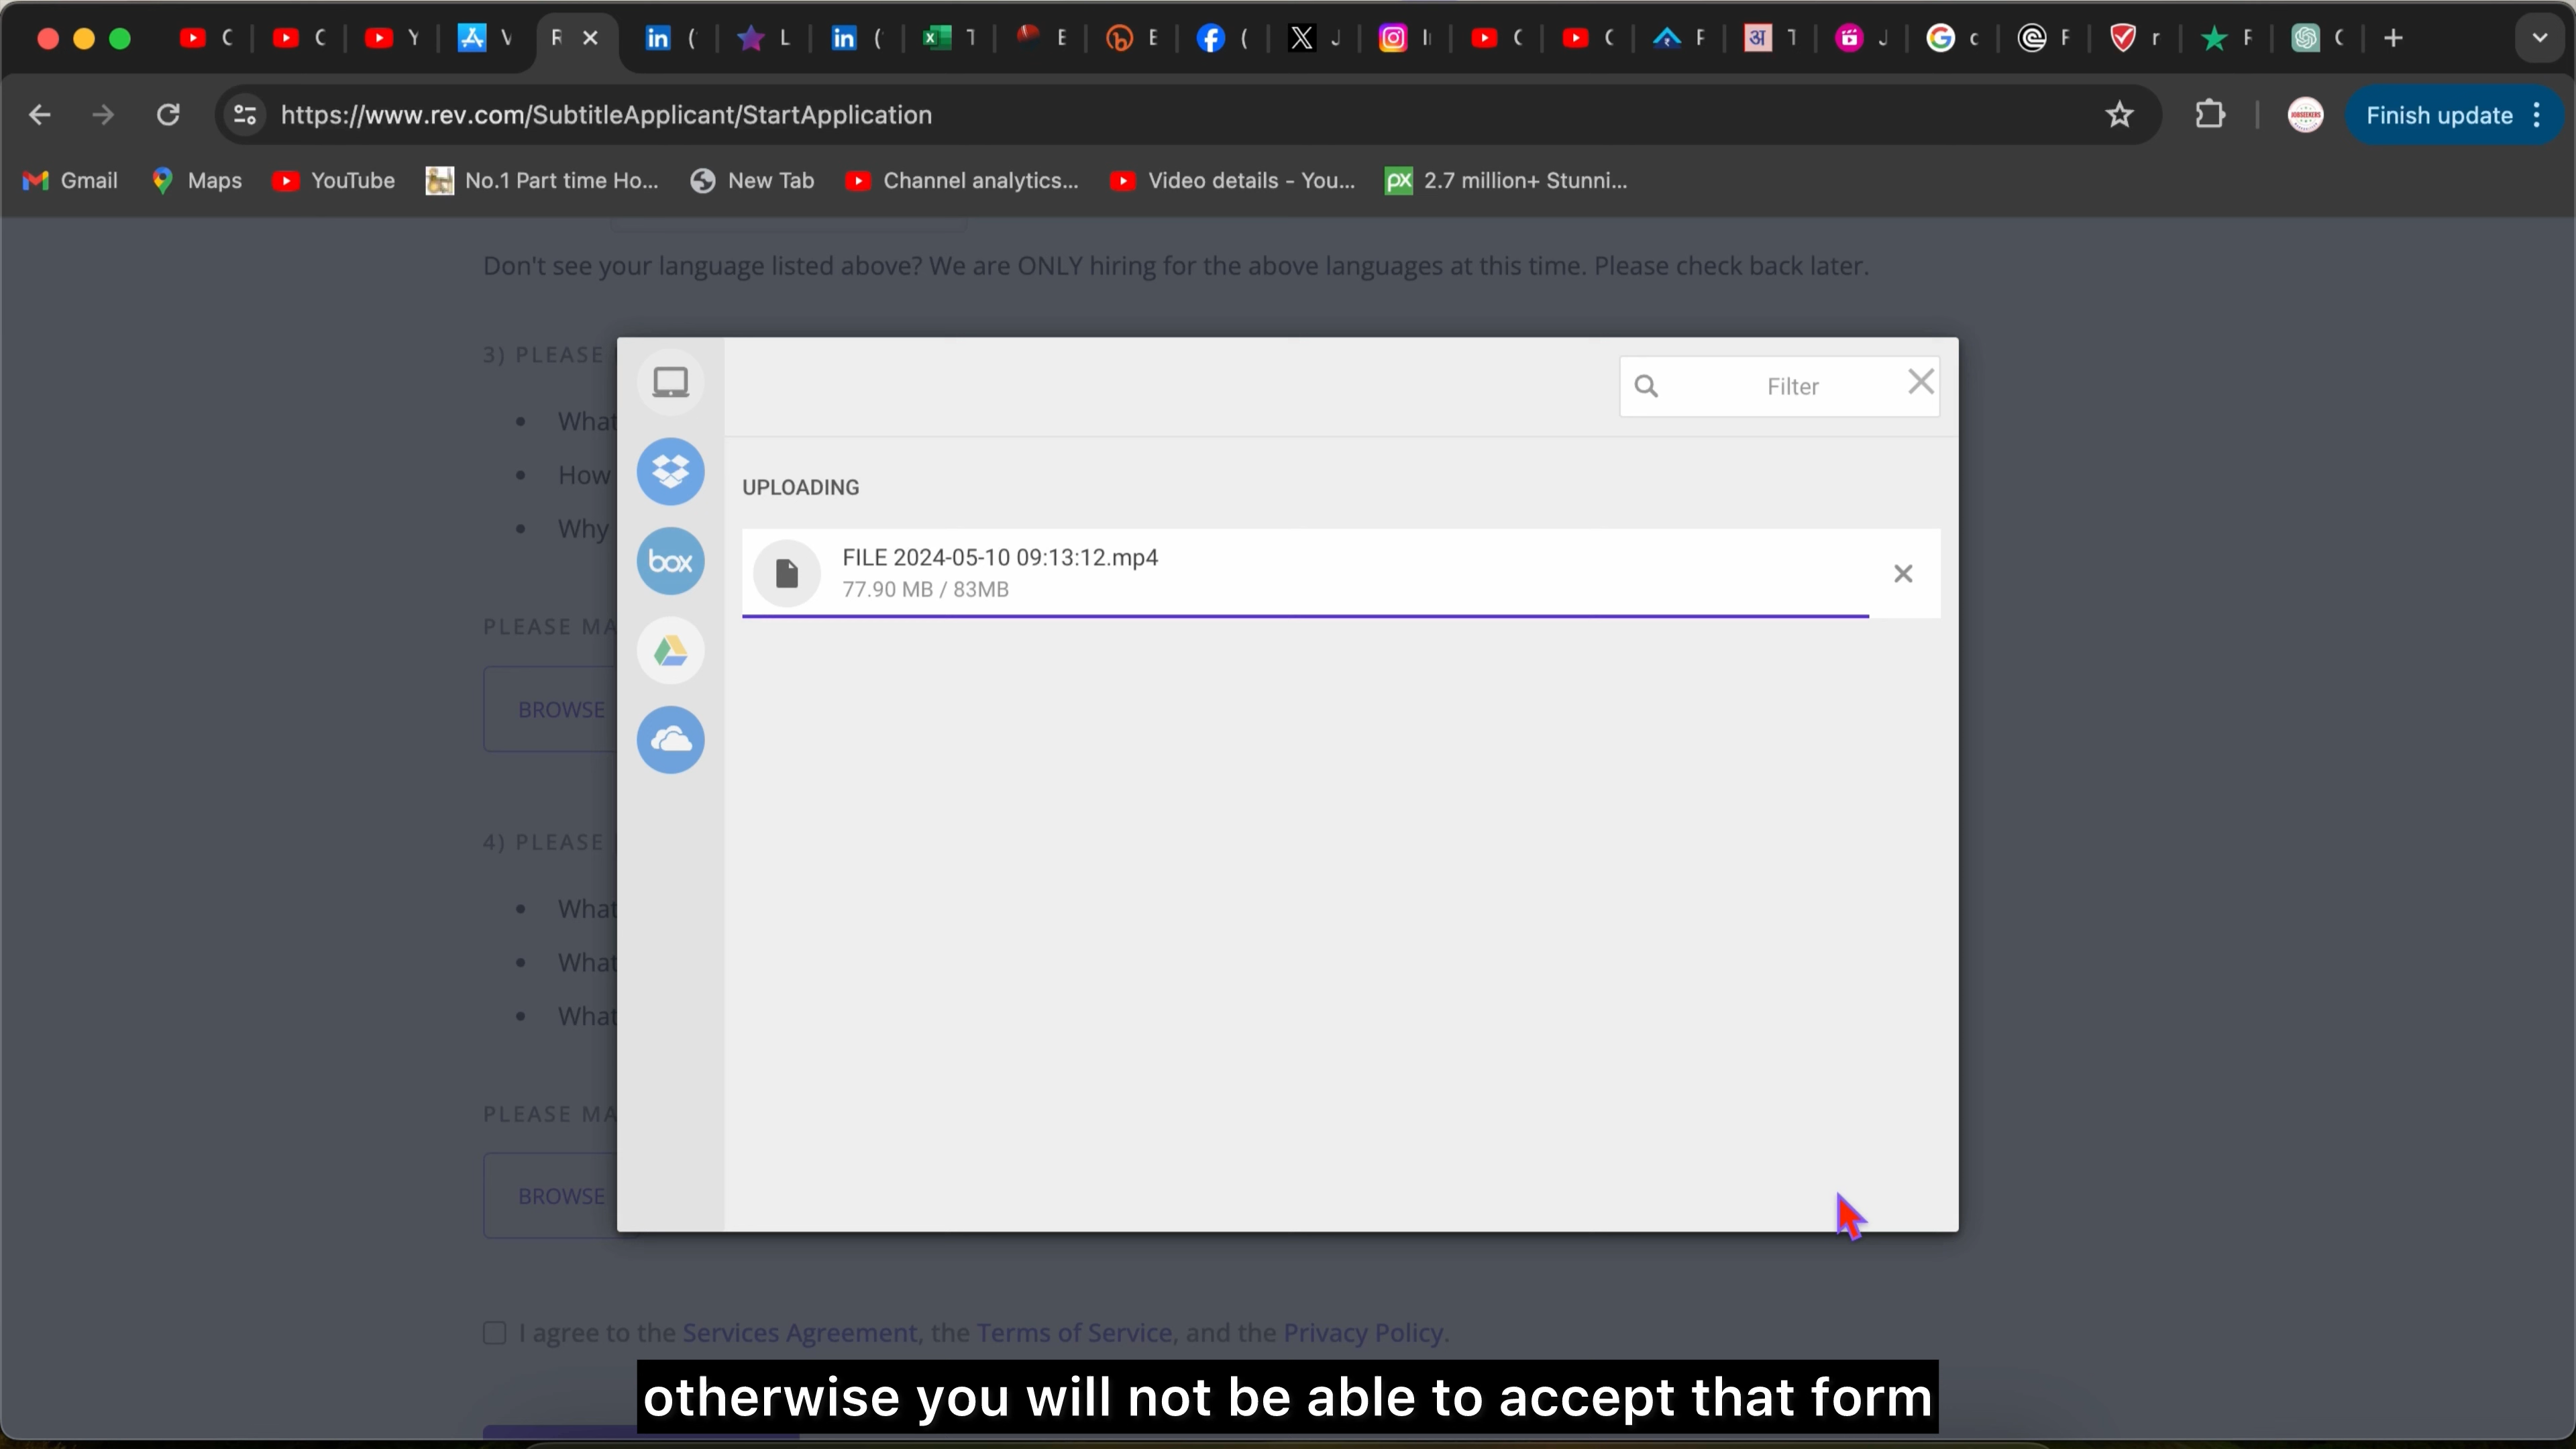 https://www.rev.com/SubtitleApplicant/StartApplication
Finish update
Gmail
Maps
YouTube
No.1 Part time Ho...
New Tab
Channel analytics...
Video details - You...
px
2.7 million+ Stunni...
Don't see your language listed above? We are ONLY hiring for the above languages at this time. Please check back later.
3) PLEASE
What
How
Why
PLEASE MA
BROWSE
4) PLEASE
What
What
What
PLEASE MA
BROWSE
Filter
UPLOADING
FILE 2024-05-10 09:13:12.mp4
77.90 MB / 83MB
box
I agree to the Services Agreement, the Terms of Service, and the Privacy Policy.
otherwise you will not be able to accept that form